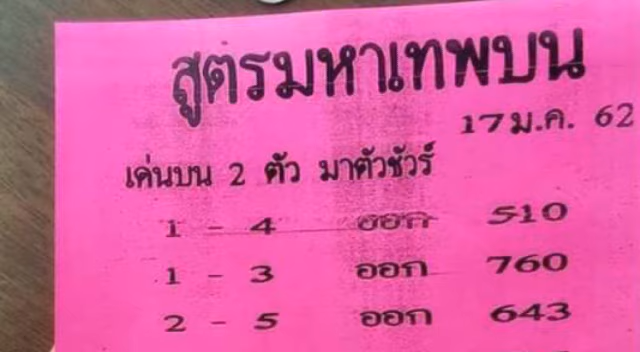 สูตรมหาเทพบน
17 ม.ค. 62
เด่นบน 2 ตัว มาตัวชัวร์
1 - 4 ออก 510
1 - 3 ออก 760
2 - 5 ออก 643